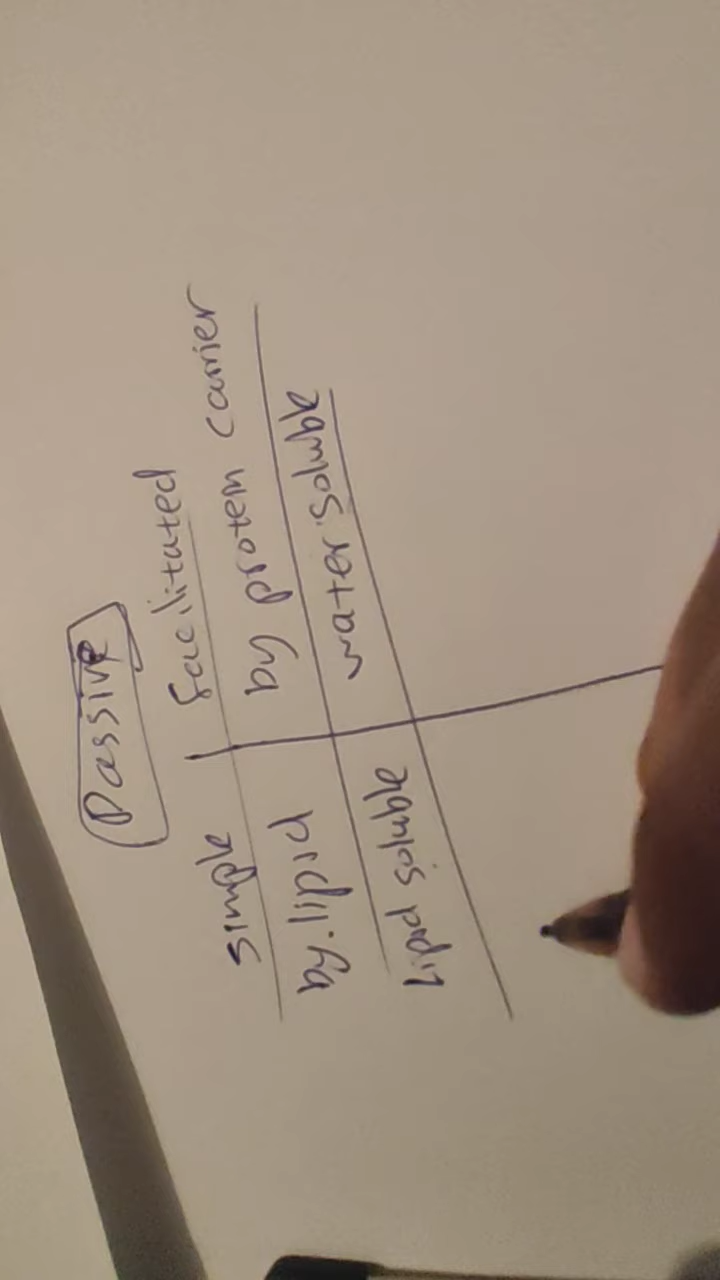 Passive
simple facilitated
by.lipid by protein carrier
Lipid soluble water soluble